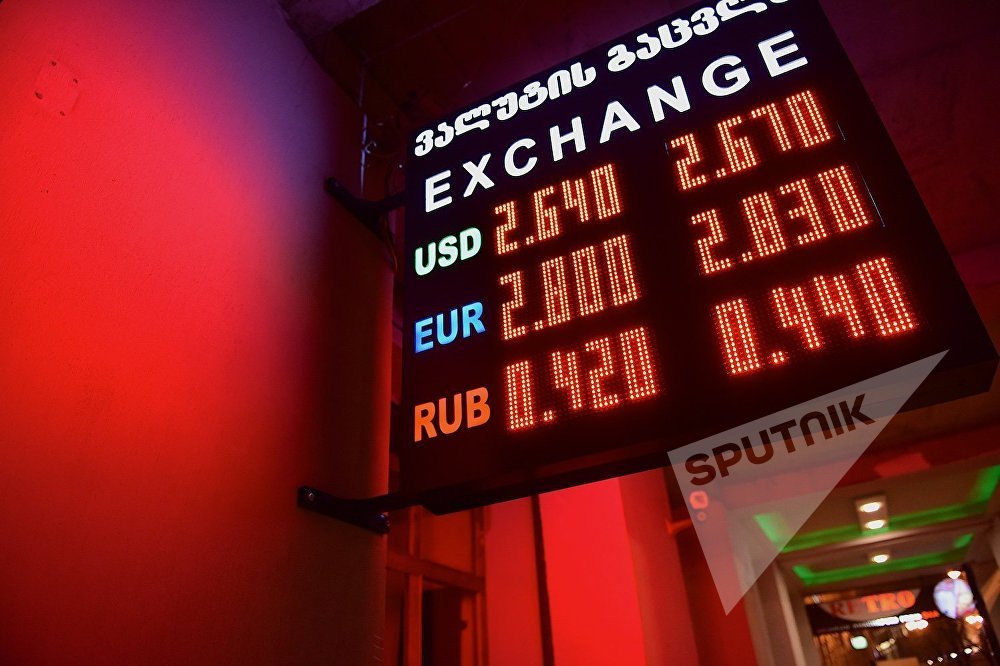 ვალუტის გაცვლა
EXCHANGE
USD 2.640 2.670
EUR 2.800 2.830
RUB 0.420 0.440
SPUTNIK
RETRO